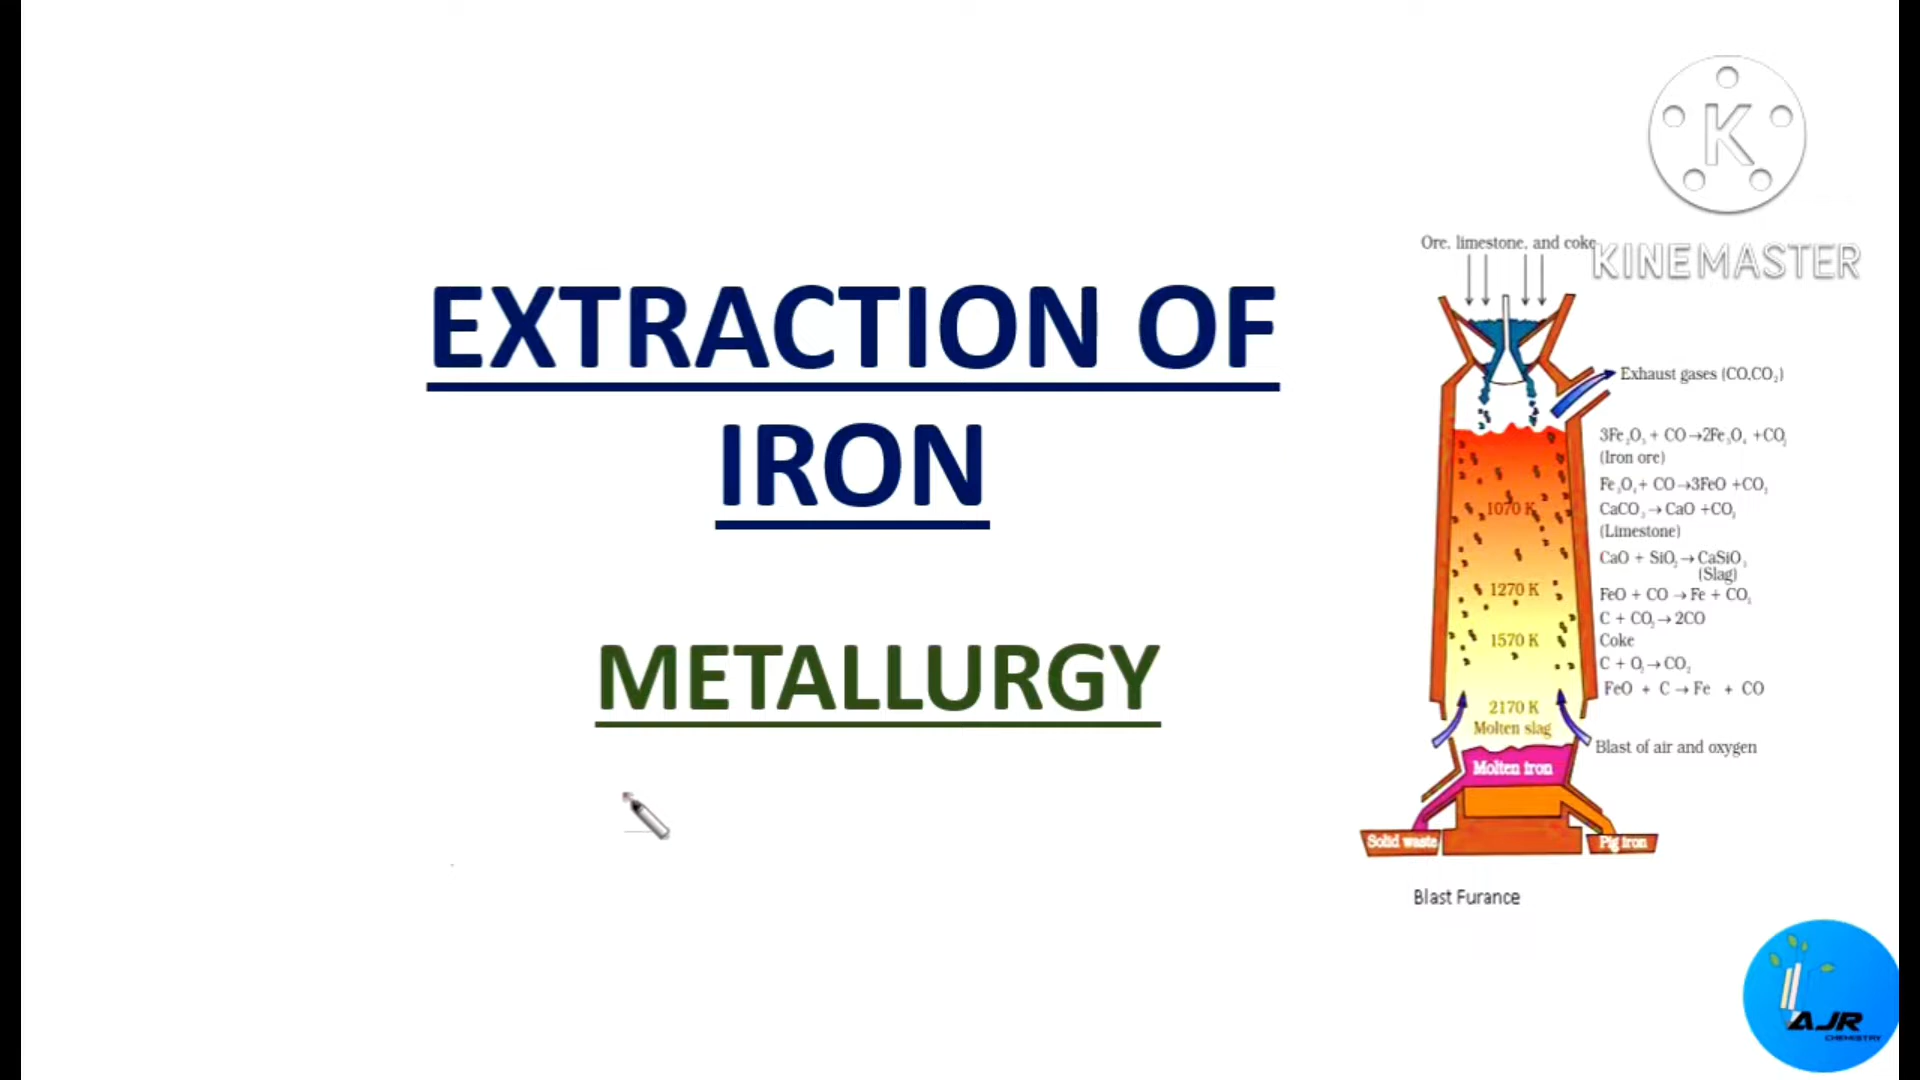 K
KINEMASTER
Ore, limestone, and coke
EXTRACTION OF
IRON
METALLURGY
Exhaust gases (CO,CO₂)
3Fe₂O₃ + CO→2Fe₃O₄ +CO₂
(Iron ore)
Fe₃O₄+ CO→3FeO +CO₂
1070 K
CaCO₃→CaO +CO₂
(Limestone)
CaO + SiO₂→CaSiO₃
(Slag)
1270 K
FeO + CO →Fe + CO₂
C + CO₂→2CO
1570 K
Coke
C + O₂→CO₂
FeO + C →Fe + CO
2170 K
Molten slag
Blast of air and oxygen
Molten iron
Solid waste
Pig iron
Blast Furance
AJR
CHEMISTRY